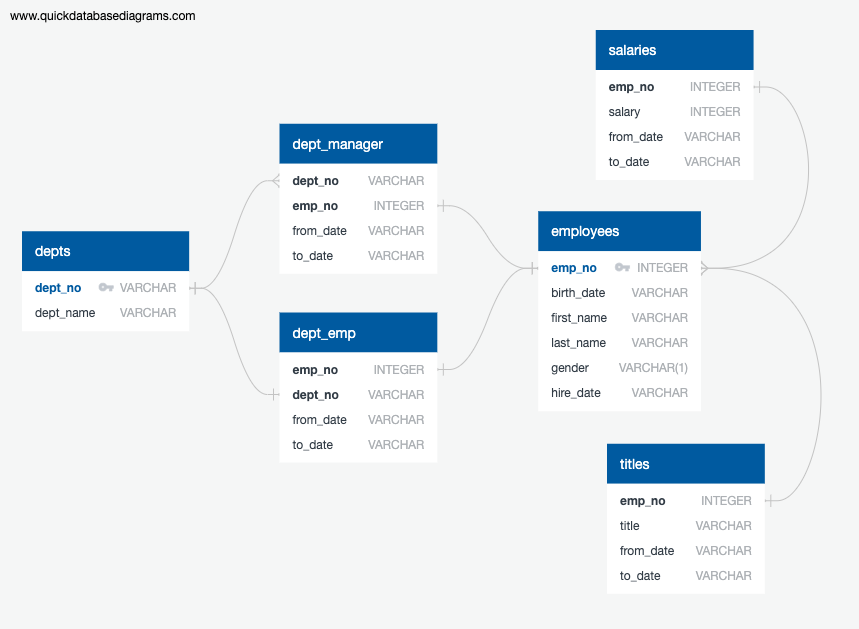 www.quickdatabasediagrams.com
salaries
emp_no INTEGER
salary INTEGER
from_date VARCHAR
to_date VARCHAR
dept_manager
dept_no VARCHAR
emp_no INTEGER
from_date VARCHAR
to_date VARCHAR
employees
emp_no INTEGER
birth_date VARCHAR
first_name VARCHAR
last_name VARCHAR
gender VARCHAR(1)
hire_date VARCHAR
depts
dept_no VARCHAR
dept_name VARCHAR
dept_emp
emp_no INTEGER
dept_no VARCHAR
from_date VARCHAR
to_date VARCHAR
titles
emp_no INTEGER
title VARCHAR
from_date VARCHAR
to_date VARCHAR